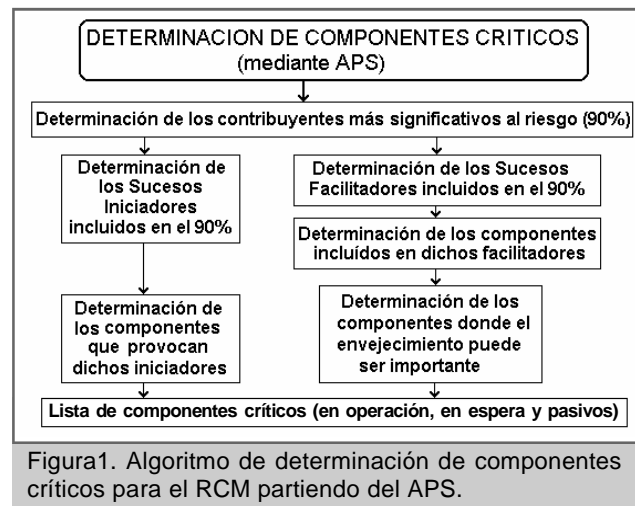 DETERMINACION DE COMPONENTES CRITICOS
(mediante APS)
Determinación de los contribuyentes más significativos al riesgo (90%)
Determinación de
los Sucesos
Iniciadores
incluidos en el 90%
Determinación de los Sucesos
Facilitadores incluidos en el 90%
Determinación de los componentes
incluídos en dichos facilitadores
Determinación de
los componentes
que provocan
dichos iniciadores
Determinación de los
componentes donde el
envejecimiento puede
ser importante
Lista de componentes críticos (en operación, en espera y pasivos)
Figura1. Algoritmo de determinación de componentes
críticos para el RCM partiendo del APS.